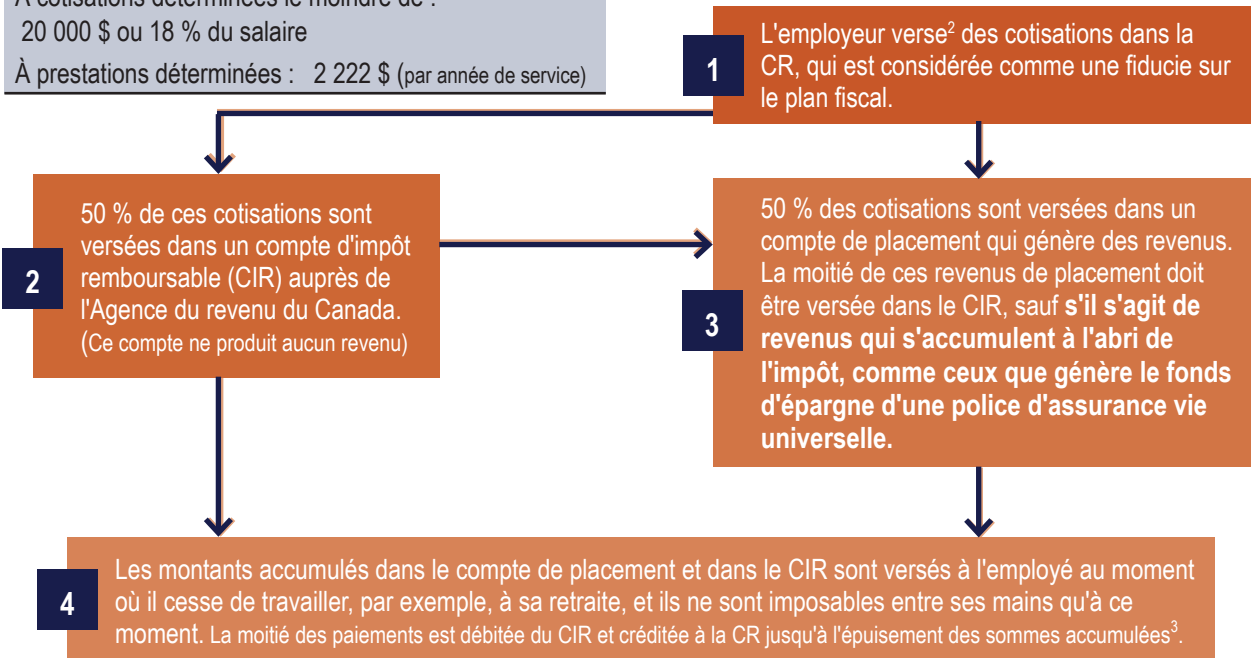 À cotisations déterminées le moindre de :
20 000 $ ou 18 % du salaire
À prestations déterminées : 2 222 $ (par année de service)
1
L'employeur verse² des cotisations dans la
CR, qui est considérée comme une fiducie sur
le plan fiscal.
2
50 % de ces cotisations sont
versées dans un compte d'impôt
remboursable (CIR) auprès de
l'Agence du revenu du Canada.
(Ce compte ne produit aucun revenu)
3
50 % des cotisations sont versées dans un
compte de placement qui génère des revenus.
La moitié de ces revenus de placement doit
être versée dans le CIR, sauf s'il s'agit de
revenus qui s'accumulent à l'abri de
l'impôt, comme ceux que génère le fonds
d'épargne d'une police d'assurance vie
universelle.
4
Les montants accumulés dans le compte de placement et dans le CIR sont versés à l'employé au moment
où il cesse de travailler, par exemple, à sa retraite, et ils ne sont imposables entre ses mains qu'à ce
moment. La moitié des paiements est débitée du CIR et créditée à la CR jusqu'à l'épuisement des sommes accumulées³.